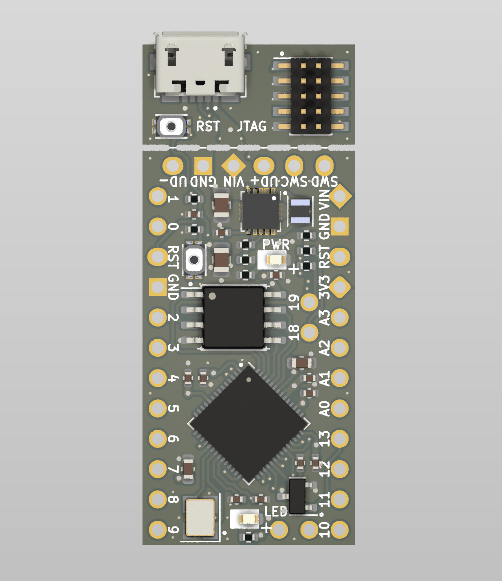 RST JTAG
UD- GND VIN UD+ SWC SWD
1
0
RST
GND
2
3
4
5
6
7
8
9
VIN
GND
RST
3V3
A3
A2
A1
A0
13
12
11
10
PWR
+
19
18
LED
+